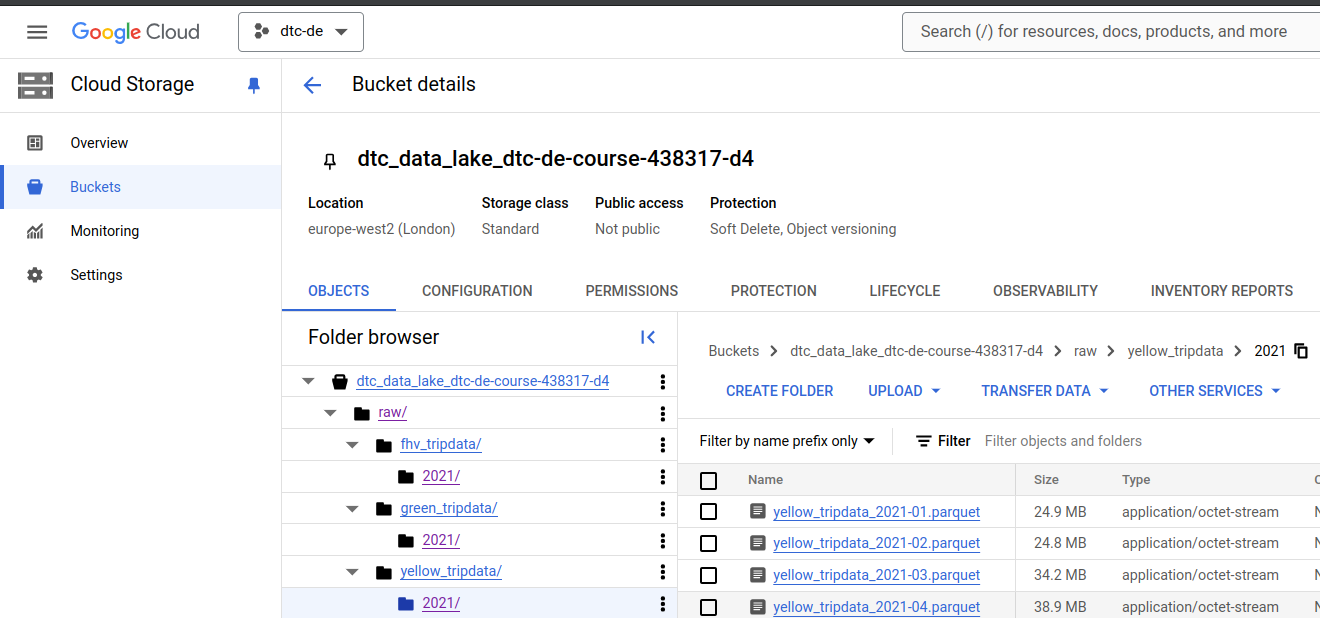 Google Cloud
dtc-de
Search (/) for resources, docs, products, and more
Cloud Storage
Bucket details
Overview
Buckets
Monitoring
Settings
dtc_data_lake_dtc-de-course-438317-d4
Location Storage class Public access Protection
europe-west2 (London) Standard Not public Soft Delete, Object versioning
OBJECTS CONFIGURATION PERMISSIONS PROTECTION LIFECYCLE OBSERVABILITY INVENTORY REPORTS
Folder browser
dtc_data_lake_dtc-de-course-438317-d4
raw/
fhv_tripdata/
2021/
green_tripdata/
2021/
yellow_tripdata/
2021/
Buckets > dtc_data_lake_dtc-de-course-438317-d4 > raw > yellow_tripdata > 2021
CREATE FOLDER UPLOAD TRANSFER DATA OTHER SERVICES
Filter by name prefix only Filter Filter objects and folders
Name Size Type
yellow_tripdata_2021-01.parquet 24.9 MB application/octet-stream
yellow_tripdata_2021-02.parquet 24.8 MB application/octet-stream
yellow_tripdata_2021-03.parquet 34.2 MB application/octet-stream
yellow_tripdata_2021-04.parquet 38.9 MB application/octet-stream